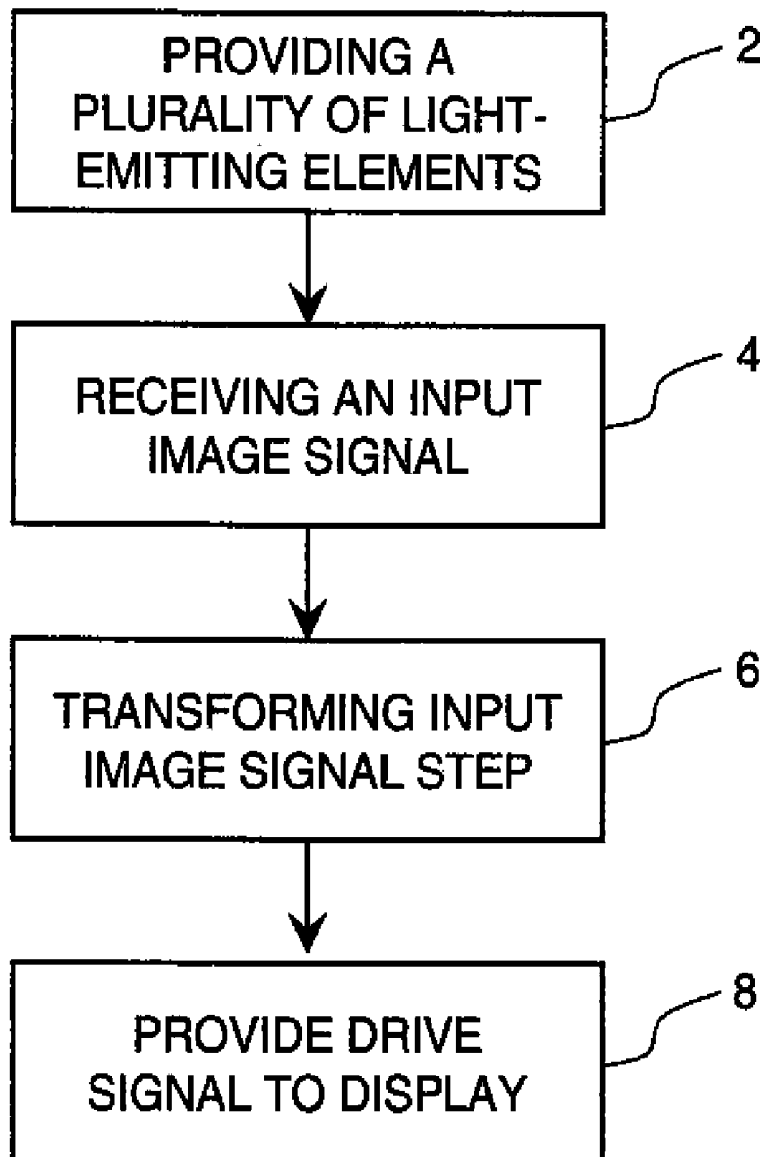 PROVIDING A
PLURALITY OF LIGHT-
EMITTING ELEMENTS
2
RECEIVING AN INPUT
IMAGE SIGNAL
4
TRANSFORMING INPUT
IMAGE SIGNAL STEP
6
PROVIDE DRIVE
SIGNAL TO DISPLAY
8